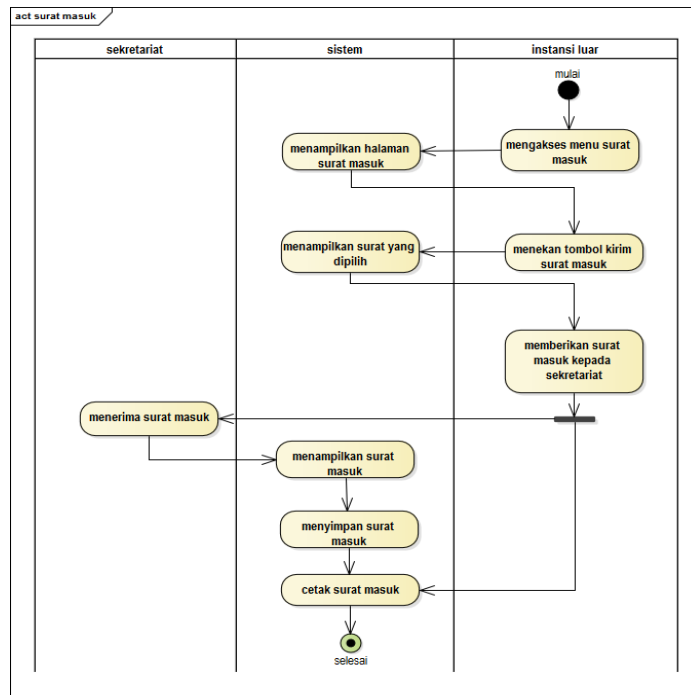 act surat masuk
sekretariat
sistem
instansi luar
mulai
mengakses menu surat
masuk
menampilkan halaman
surat masuk
menekan tombol kirim
surat masuk
menampilkan surat yang
dipilih
memberikan surat
masuk kepada
sekretariat
menerima surat masuk
menampilkan surat
masuk
menyimpan surat
masuk
cetak surat masuk
selesai